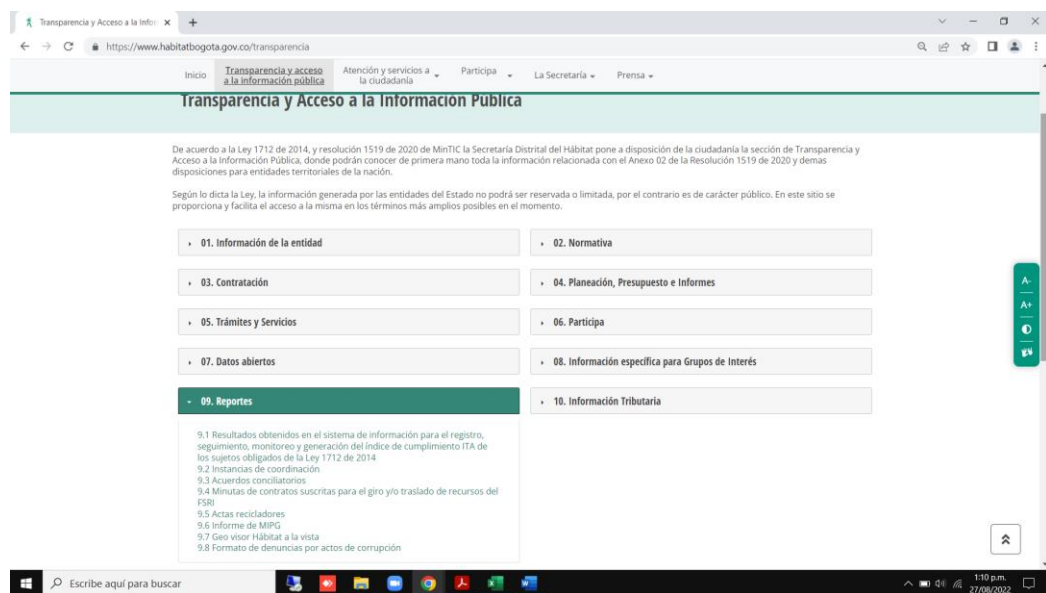 Transparencia y Acceso a la Infor
https://www.habitatbogota.gov.co/transparencia
Inicio
Transparencia y acceso
a la información pública
Atención y servicios a
la ciudadanía
Participa
La Secretaría
Prensa
Transparencia y Acceso a la Información Pública
De acuerdo a la Ley 1712 de 2014, y resolución 1519 de 2020 de MinTIC la Secretaría Distrital del Hábitat pone a disposición de la ciudadanía la sección de Transparencia y
Acceso a la Información Pública, donde podrán conocer de primera mano toda la información relacionada con el Anexo 02 de la Resolución 1519 de 2020 y demas
disposiciones para entidades territoriales de la nación.
Según lo dicta la Ley, la información generada por las entidades del Estado no podrá ser reservada o limitada, por el contrario es de carácter público. En este sitio se
proporciona y facilita el acceso a la misma en los términos más amplios posibles en el momento.
01. Información de la entidad
02. Normativa
03. Contratación
04. Planeación, Presupuesto e Informes
05. Trámites y Servicios
06. Participa
07. Datos abiertos
08. Información específica para Grupos de Interés
09. Reportes
10. Información Tributaria
9.1 Resultados obtenidos en el sistema de información para el registro,
seguimiento, monitoreo y generación del índice de cumplimiento ITA de
los sujetos obligados de la Ley 1712 de 2014
9.2 Instancias de coordinación
9.3 Acuerdos conciliatorios
9.4 Minutas de contratos suscritas para el giro y/o traslado de recursos del
FSRI
9.5 Actas recicladores
9.6 Informe de MIPG
9.7 Geo visor Hábitat a la vista
9.8 Formato de denuncias por actos de corrupción
A-
A+
Escribe aquí para buscar
1:10 p.m.
27/08/2022